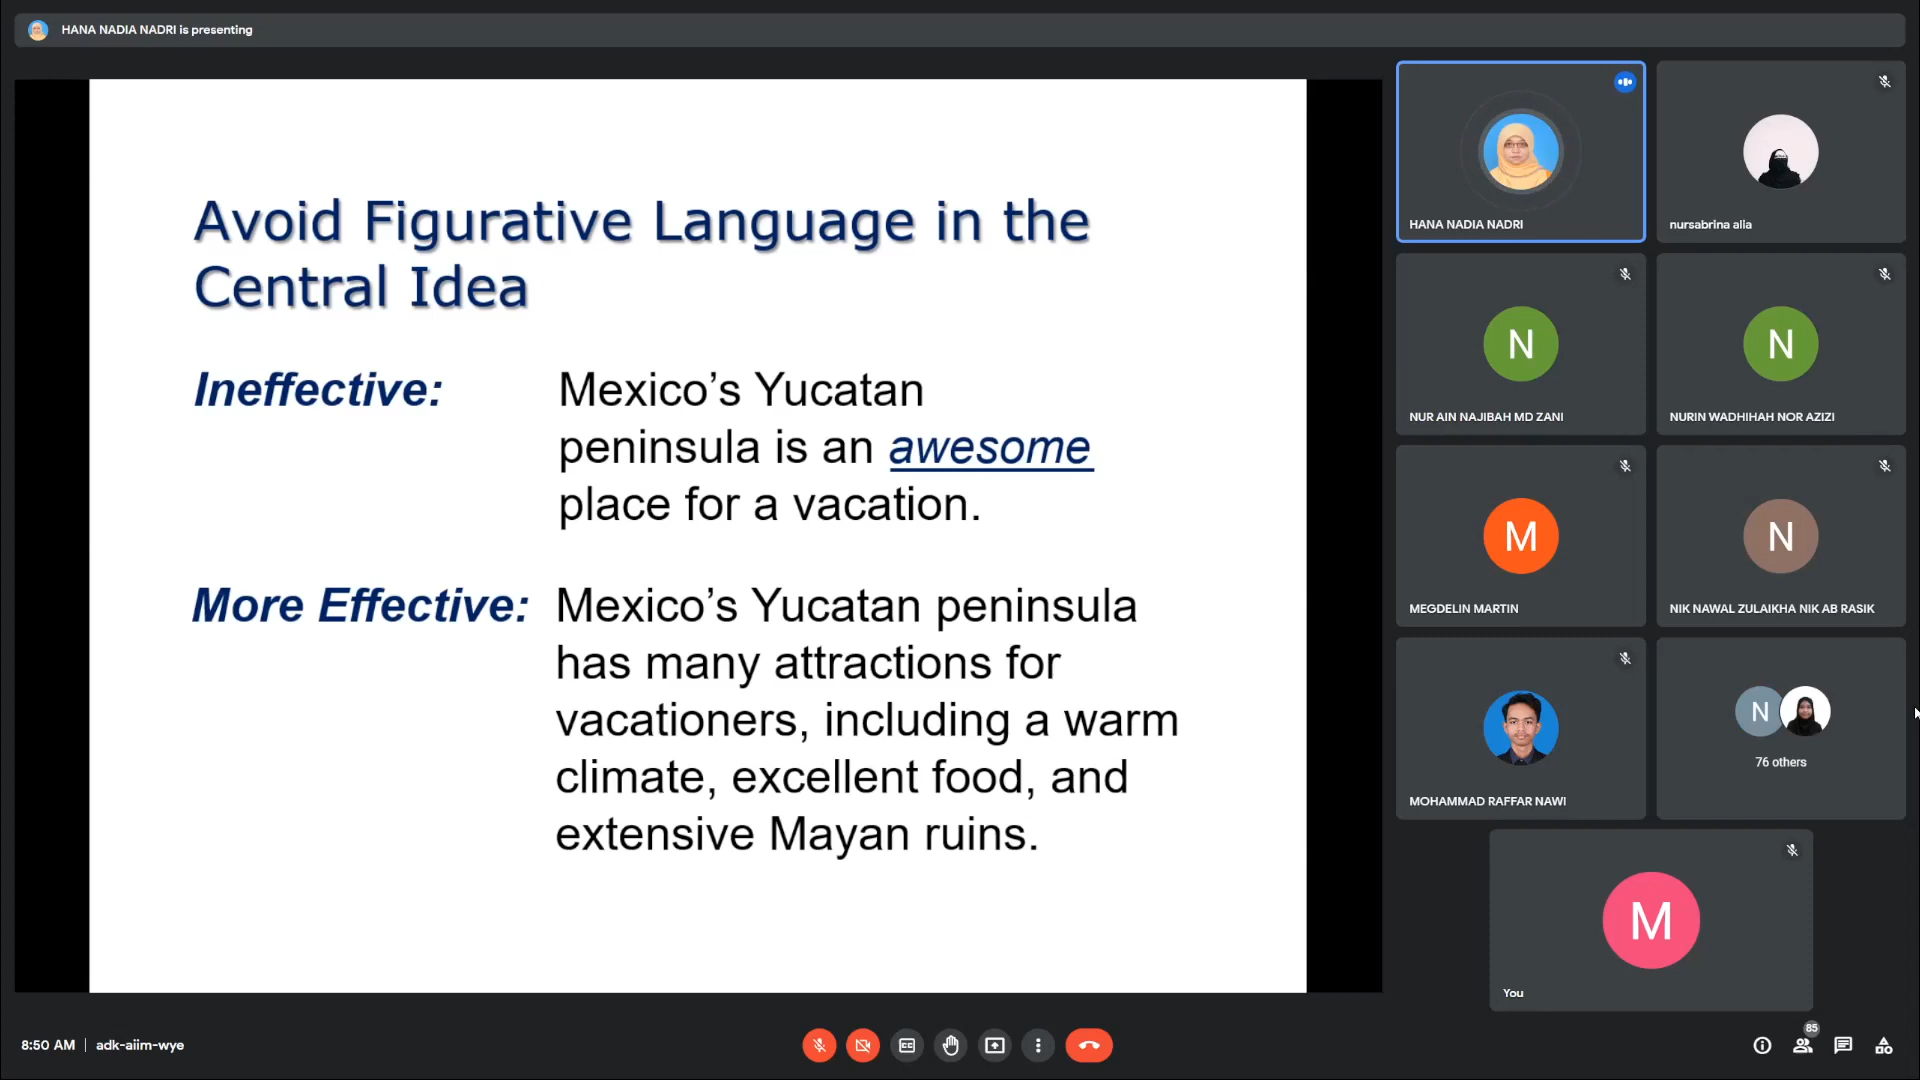 HANA NADIA NADRI is presenting
Avoid Figurative Language in the
Central Idea
Ineffective:
Mexico’s Yucatan
peninsula is an awesome
place for a vacation.
More Effective:
Mexico’s Yucatan peninsula
has many attractions for
vacationers, including a warm
climate, excellent food, and
extensive Mayan ruins.
HANA NADIA NADRI
nursabrina alia
N
NUR AIN NAJIBAH MD ZANI
N
NURIN WADHIHAH NOR AZIZI
M
MEGDELIN MARTIN
N
NIK NAWAL ZULAIKHA NIK AB RASIK
MOHAMMAD RAFFAR NAWI
N
76 others
M
You
8:50 AM | adk-aiim-wye
85